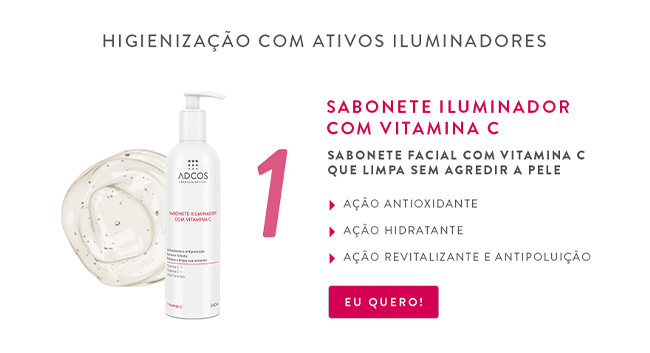 HIGIENIZAÇÃO COM ATIVOS ILUMINADORES
ADCOS
SABONETE ILUMINADOR
COM VITAMINA C
VITAMINA C
1
SABONETE ILUMINADOR
COM VITAMINA C
SABONETE FACIAL COM VITAMINA C
QUE LIMPA SEM AGREDIR A PELE
AÇÃO ANTIOXIDANTE
AÇÃO HIDRATANTE
AÇÃO REVITALIZANTE E ANTIPOLUIÇÃO
EU QUERO!